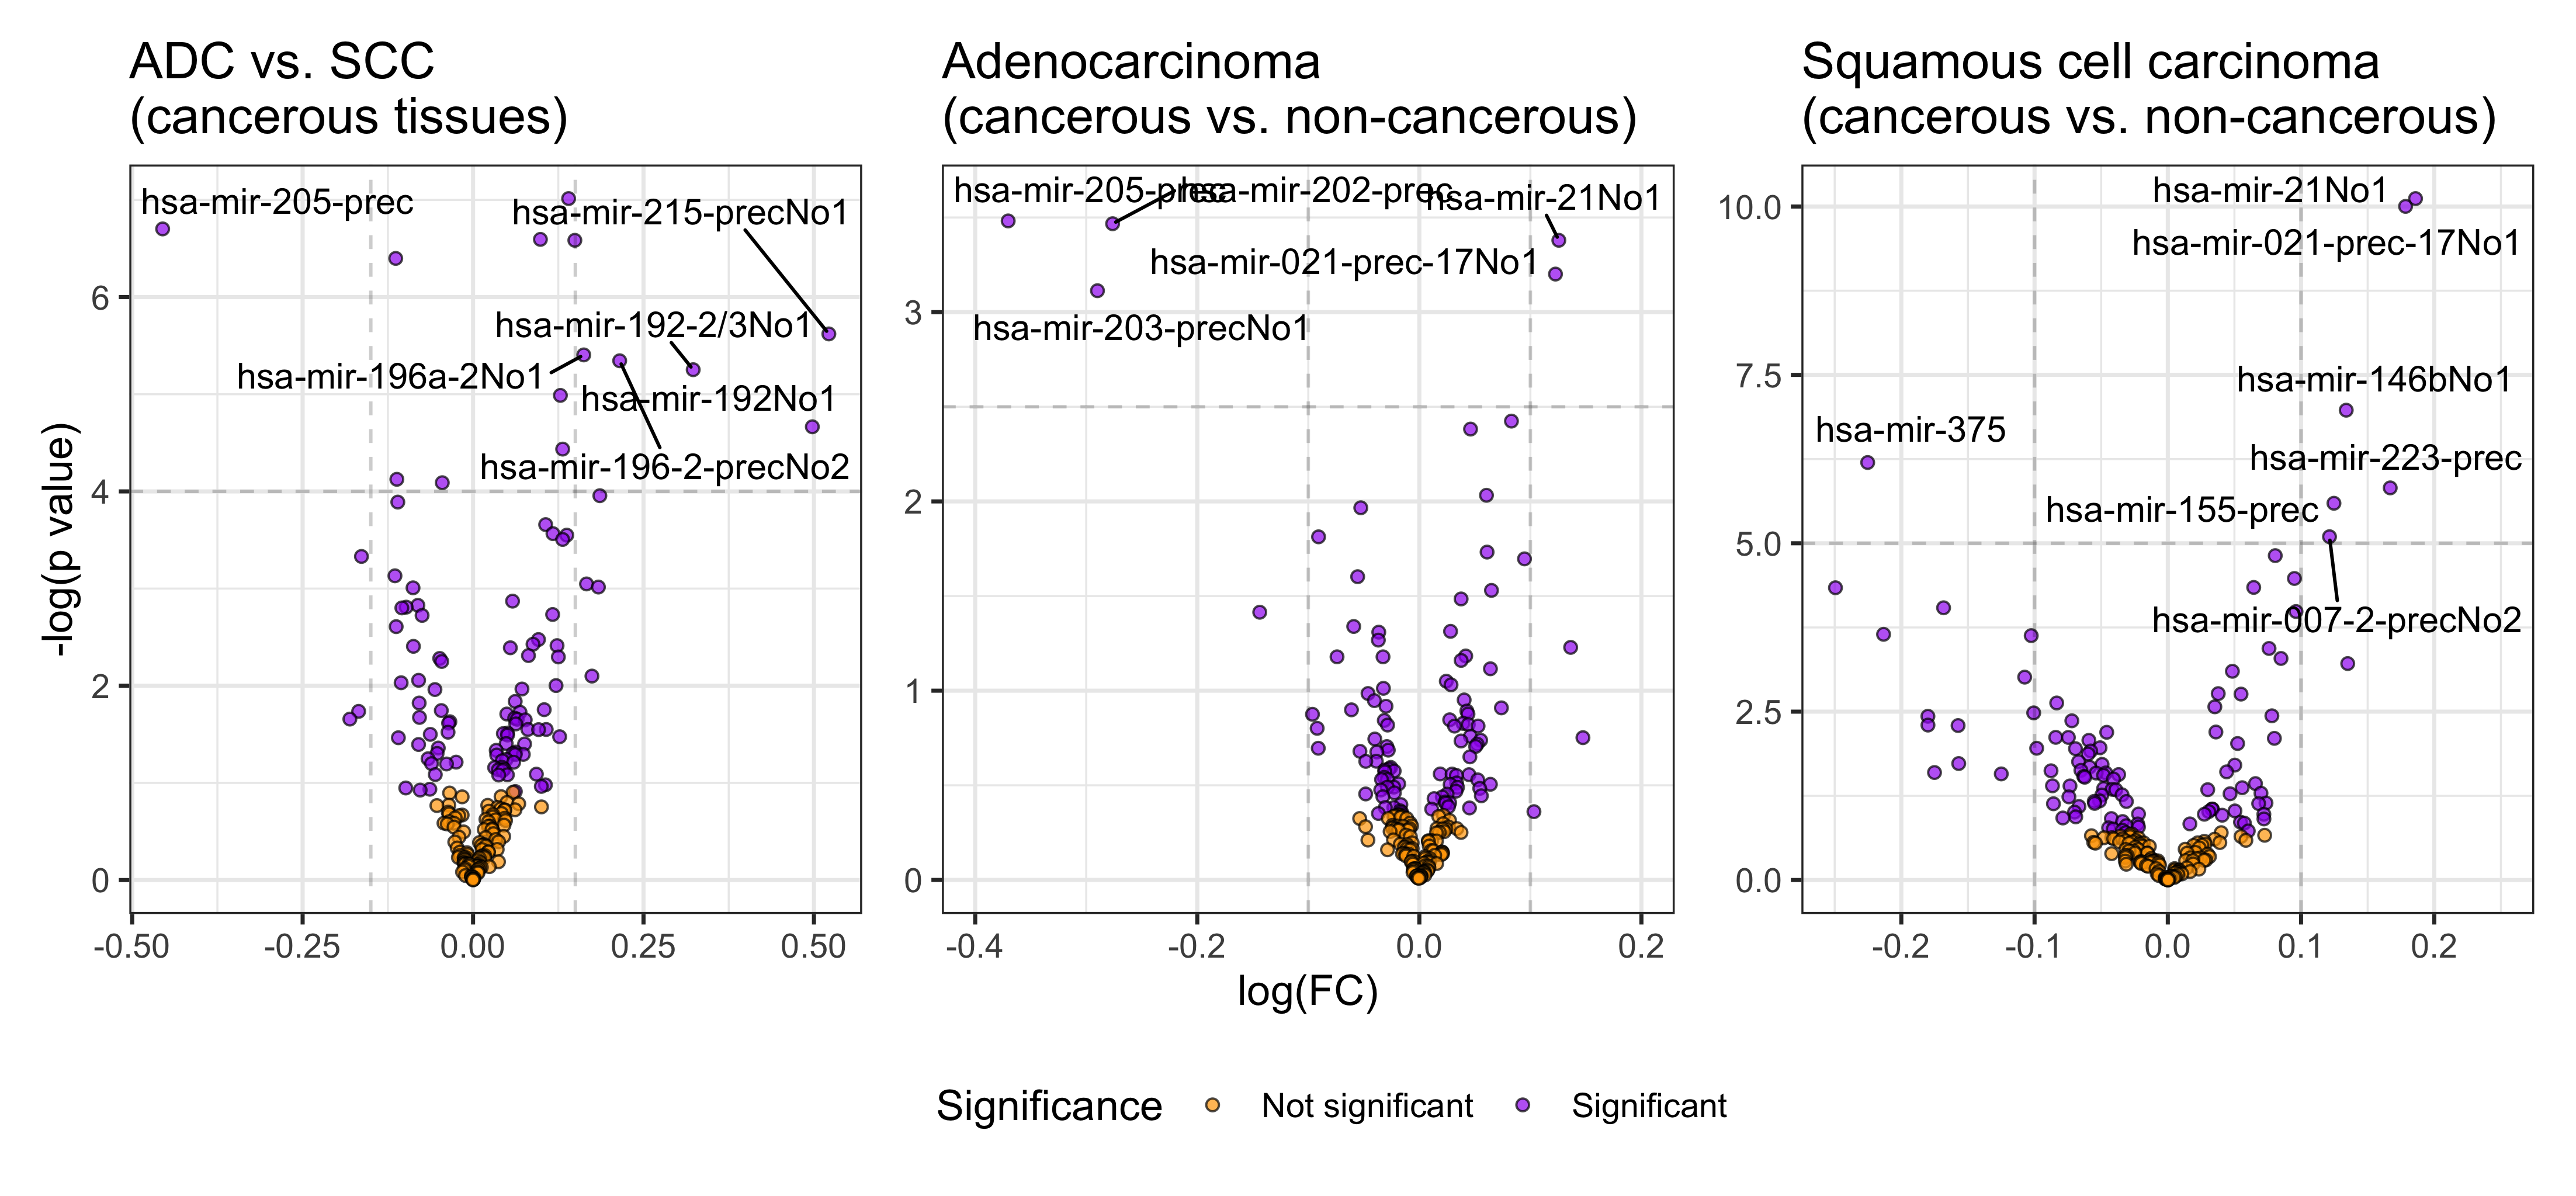 ADC vs. SCC
(cancerous tissues)
Adenocarcinoma
(cancerous vs. non-cancerous)
Squamous cell carcinoma
(cancerous vs. non-cancerous)
-log(p value)
6
4
2
0
hsa-mir-205-prec
hsa-mir-215-precNo1
hsa-mir-192-2/3No1
hsa-mir-196a-2No1
hsa-mir-192No1
hsa-mir-196-2-precNo2
-0.50
-0.25
0.00
0.25
0.50
3
2
1
0
hsa-mir-205-prec
hsa-mir-202-prec
hsa-mir-21No1
hsa-mir-021-prec-17No1
hsa-mir-203-precNo1
-0.4
-0.2
0.0
0.2
10.0
7.5
5.0
2.5
0.0
hsa-mir-21No1
hsa-mir-021-prec-17No1
hsa-mir-146bNo1
hsa-mir-375
hsa-mir-223-prec
hsa-mir-155-prec
hsa-mir-007-2-precNo2
-0.2
-0.1
0.0
0.1
0.2
log(FC)
Significance
Not significant
Significant